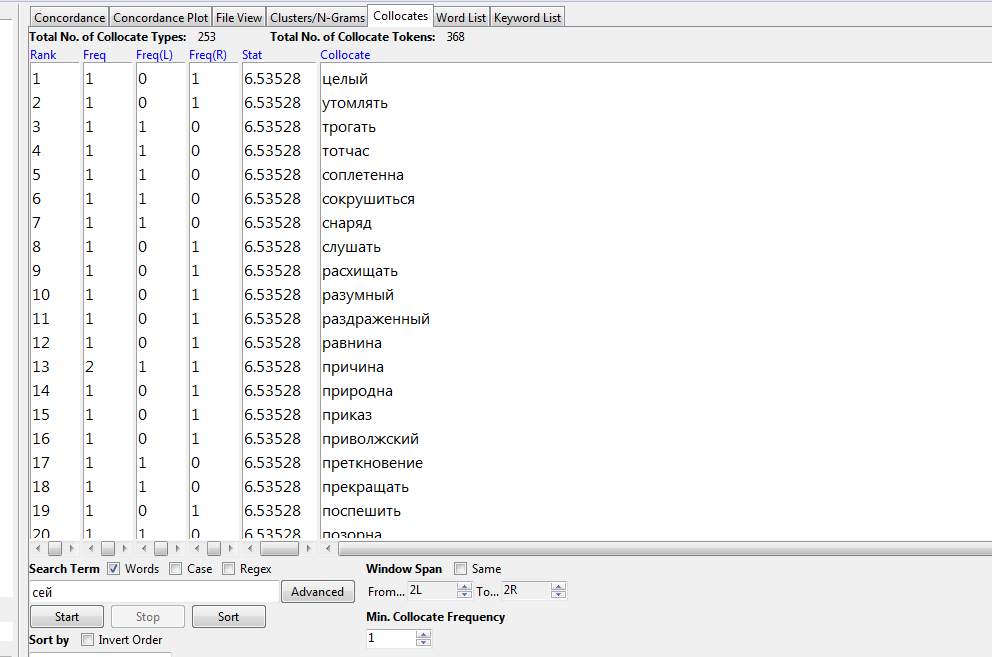 Concordance Concordance Plot File View Clusters/N-Grams Collocates Word List Keyword List
Total No. of Collocate Types: 253 Total No. of Collocate Tokens: 368
Rank Freq Freq(L) Freq(R) Stat Collocate
1 1 0 1 6.53528 целый
2 1 0 1 6.53528 утомлять
3 1 1 0 6.53528 трогать
4 1 1 0 6.53528 тотчас
5 1 1 0 6.53528 соплетенна
6 1 1 0 6.53528 сокрушиться
7 1 1 0 6.53528 снаряд
8 1 0 1 6.53528 слушать
9 1 0 1 6.53528 расхищать
10 1 0 1 6.53528 разумный
11 1 0 1 6.53528 раздраженный
12 1 0 1 6.53528 равнина
13 2 1 1 6.53528 причина
14 1 0 1 6.53528 природна
15 1 0 1 6.53528 приказ
16 1 0 1 6.53528 приволжский
17 1 1 0 6.53528 преткновение
18 1 1 0 6.53528 прекращать
19 1 0 1 6.53528 поспешить
20 1 1 0 6.53528 позорна
Search Term Words Case Regex Window Span Same
сей Advanced From... 2L To... 2R
Start Stop Sort Min. Collocate Frequency
Sort by Invert Order 1